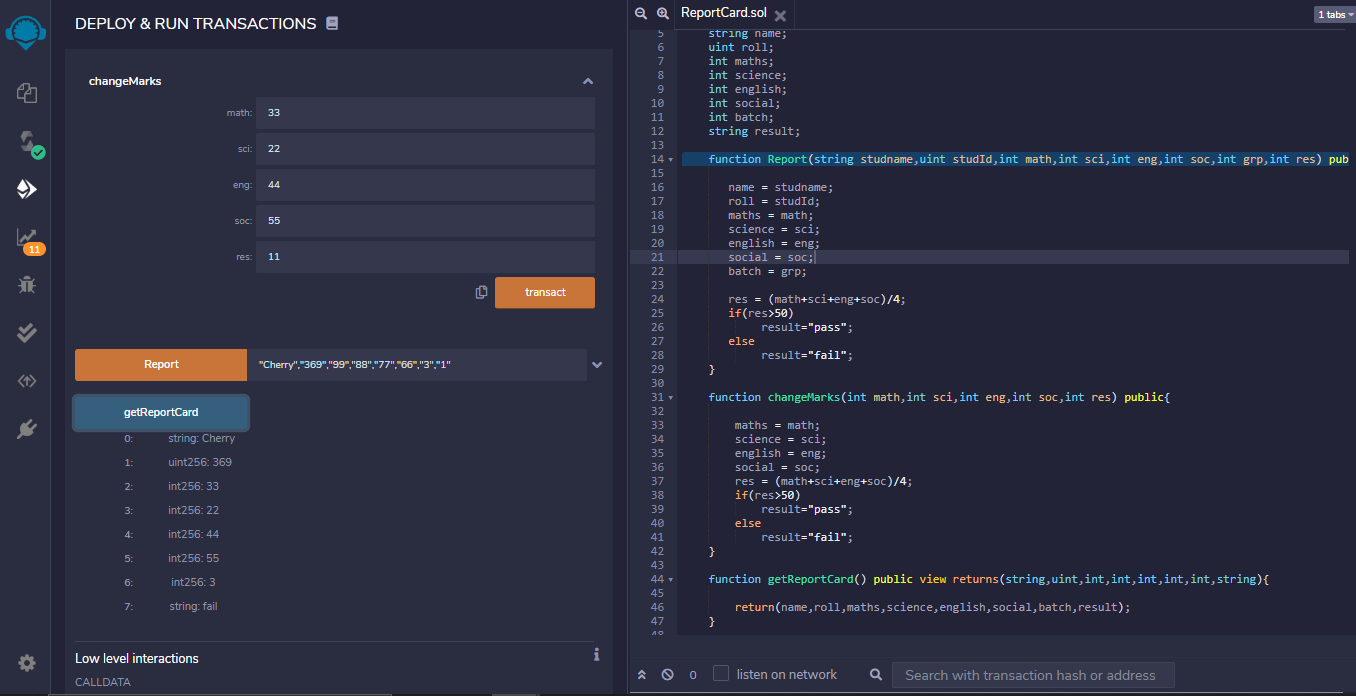 DEPLOY & RUN TRANSACTIONS
changeMarks
math: 33
sci: 22
eng: 44
soc: 55
res: 11
transact
Report "Cherry","369","99","88","77","66","3","1"
getReportCard
0: string: Cherry
1: uint256: 369
2: int256: 33
3: int256: 22
4: int256: 44
5: int256: 55
6: int256: 3
7: string: fail
Low level interactions
CALLDATA
11
ReportCard.sol
1 tabs
5 string name;
6 uint roll;
7 int maths;
8 int science;
9 int english;
10 int social;
11 int batch;
12 string result;
13
14 function Report(string studname,uint studId,int math,int sci,int eng,int soc,int grp,int res) pub
15
16 name = studname;
17 roll = studId;
18 maths = math;
19 science = sci;
20 english = eng;
21 social = soc;
22 batch = grp;
23
24 res = (math+sci+eng+soc)/4;
25 if(res>50)
26 result="pass";
27 else
28 result="fail";
29 }
30
31 function changeMarks(int math,int sci,int eng,int soc,int res) public{
32
33 maths = math;
34 science = sci;
35 english = eng;
36 social = soc;
37 res = (math+sci+eng+soc)/4;
38 if(res>50)
39 result="pass";
40 else
41 result="fail";
42 }
43
44 function getReportCard() public view returns(string,uint,int,int,int,int,int,string){
45
46 return(name,roll,maths,science,english,social,batch,result);
47 }
48
0 listen on network Search with transaction hash or address